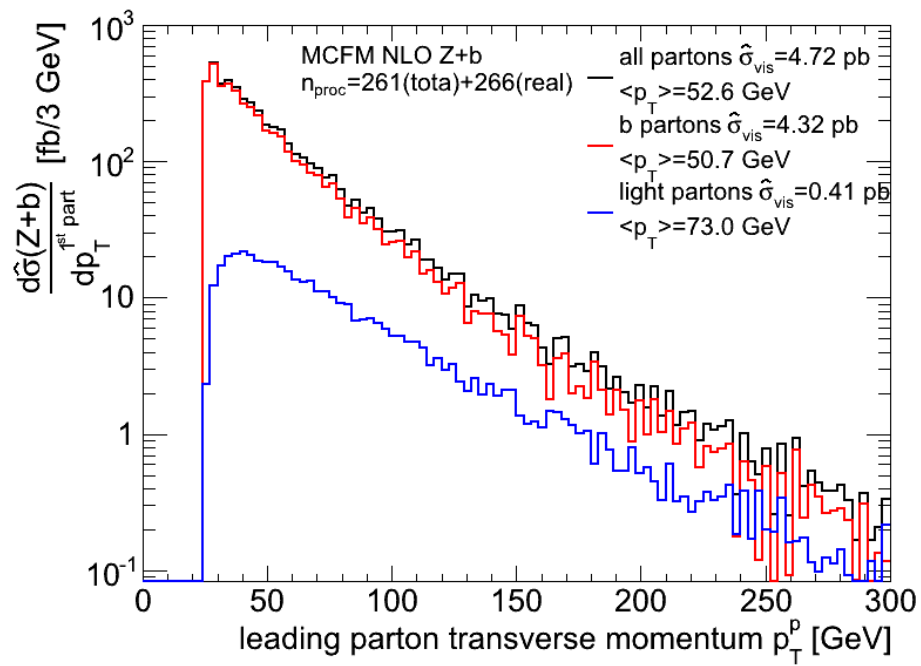 10³
MCFM NLO Z+b
n_proc=261(tota)+266(real)
all partons σ̂_vis=4.72 pb
<p_T>=52.6 GeV
b partons σ̂_vis=4.32 pb
<p_T>=50.7 GeV
light partons σ̂_vis=0.41 pb
<p_T>=73.0 GeV
dσ̂(Z+b)/dp_T^{1st part} [fb/3 GeV]
10²
10
1
10⁻¹
0 50 100 150 200 250 300
leading parton transverse momentum p_T^p [GeV]